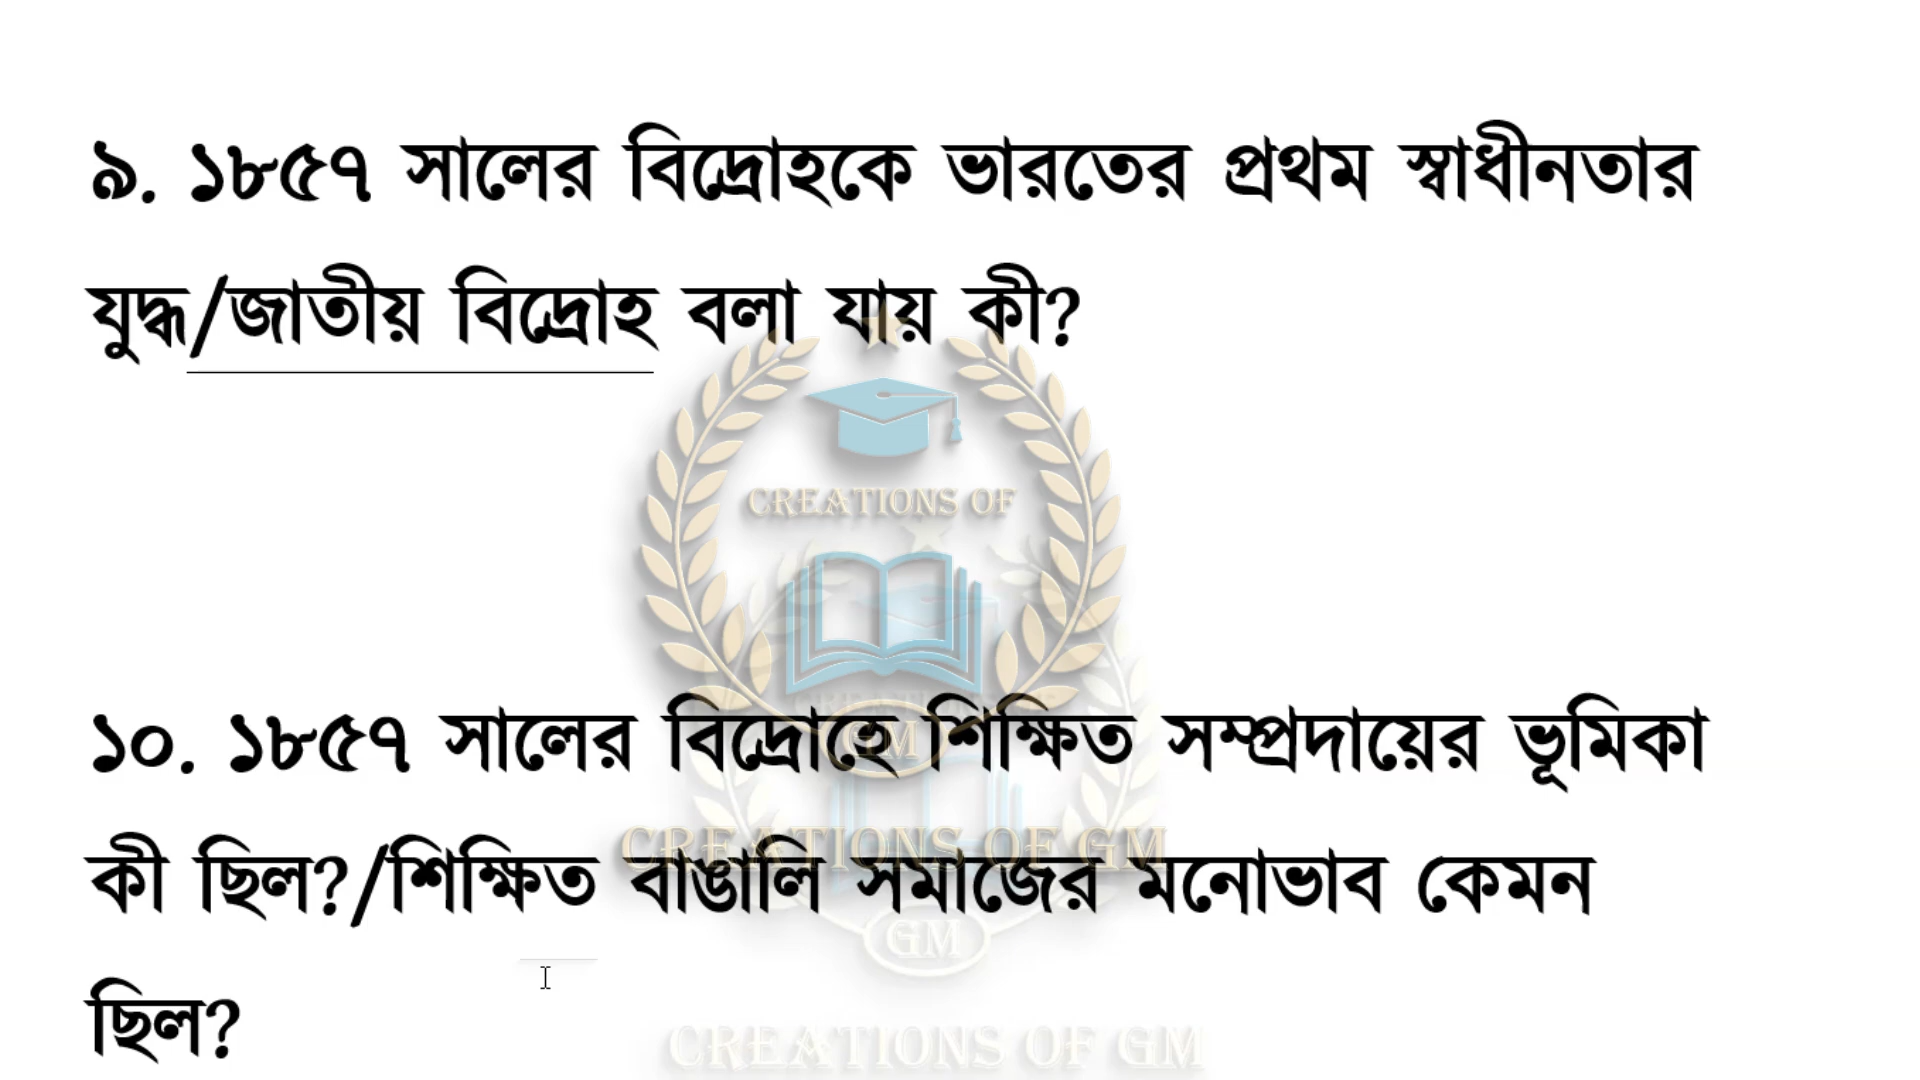 ৯. ১৮৫৭ সালের বিদ্রোহকে ভারতের প্রথম স্বাধীনতার
যুদ্ধ/জাতীয় বিদ্রোহ বলা যায় কী?
CREATIONS OF
GM
১০. ১৮৫৭ সালের বিদ্রোহে শিক্ষিত সম্প্রদায়ের ভূমিকা
CREATIONS OF GM
কী ছিল?/শিক্ষিত বাঙালি সমাজের মনোভাব কেমন
GM
ছিল?
CREATIONS OF GM